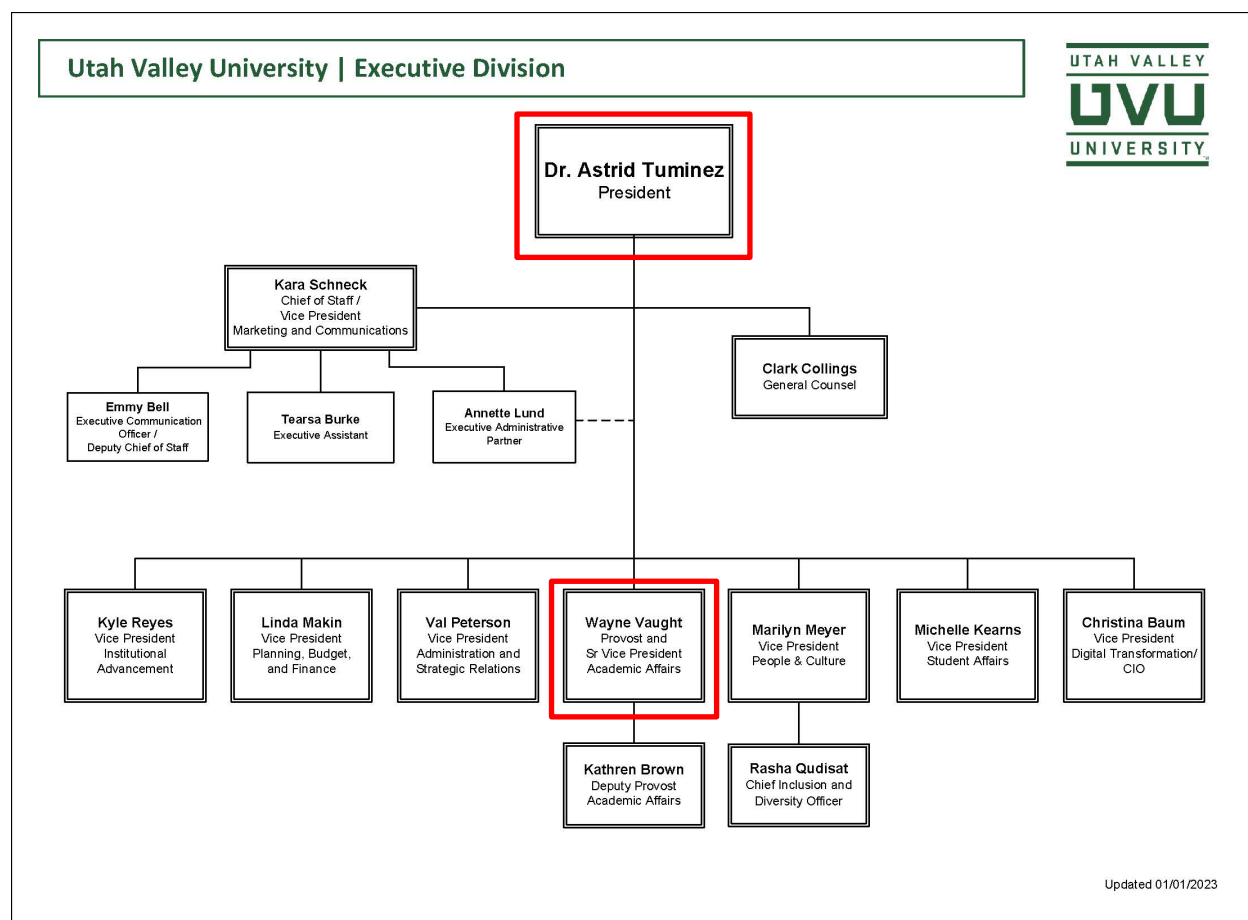 Utah Valley University | Executive Division
UTAH VALLEY
UVU
UNIVERSITY
Dr. Astrid Tuminez
President
Kara Schneck
Chief of Staff /
Vice President
Marketing and Communications
Clark Collings
General Counsel
Emmy Bell
Executive Communication
Officer /
Deputy Chief of Staff
Tearsa Burke
Executive Assistant
Annette Lund
Executive Administrative
Partner
Kyle Reyes
Vice President
Institutional
Advancement
Linda Makin
Vice President
Planning, Budget,
and Finance
Val Peterson
Vice President
Administration and
Strategic Relations
Wayne Vaught
Provost and
Sr Vice President
Academic Affairs
Marilyn Meyer
Vice President
People & Culture
Michelle Kearns
Vice President
Student Affairs
Christina Baum
Vice President
Digital Transformation/
CIO
Kathren Brown
Deputy Provost
Academic Affairs
Rasha Qudisat
Chief Inclusion and
Diversity Officer
Updated 01/01/2023